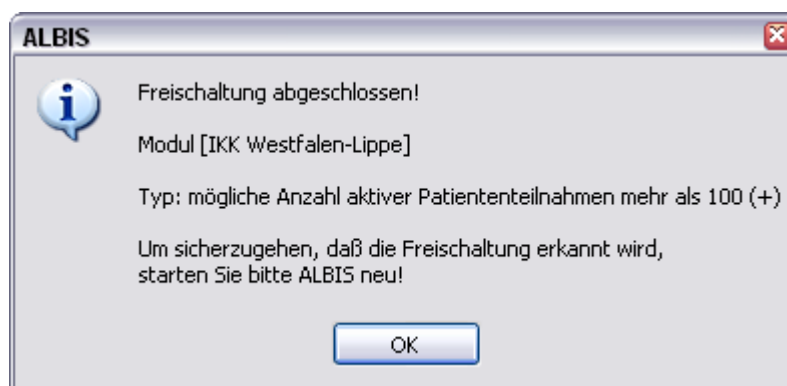 ALBIS
Freischaltung abgeschlossen!
Modul [IKK Westfalen-Lippe]
Typ: mögliche Anzahl aktiver Patiententeilnahmen mehr als 100 (+)
Um sicherzugehen, daß die Freischaltung erkannt wird,
starten Sie bitte ALBIS neu!
OK